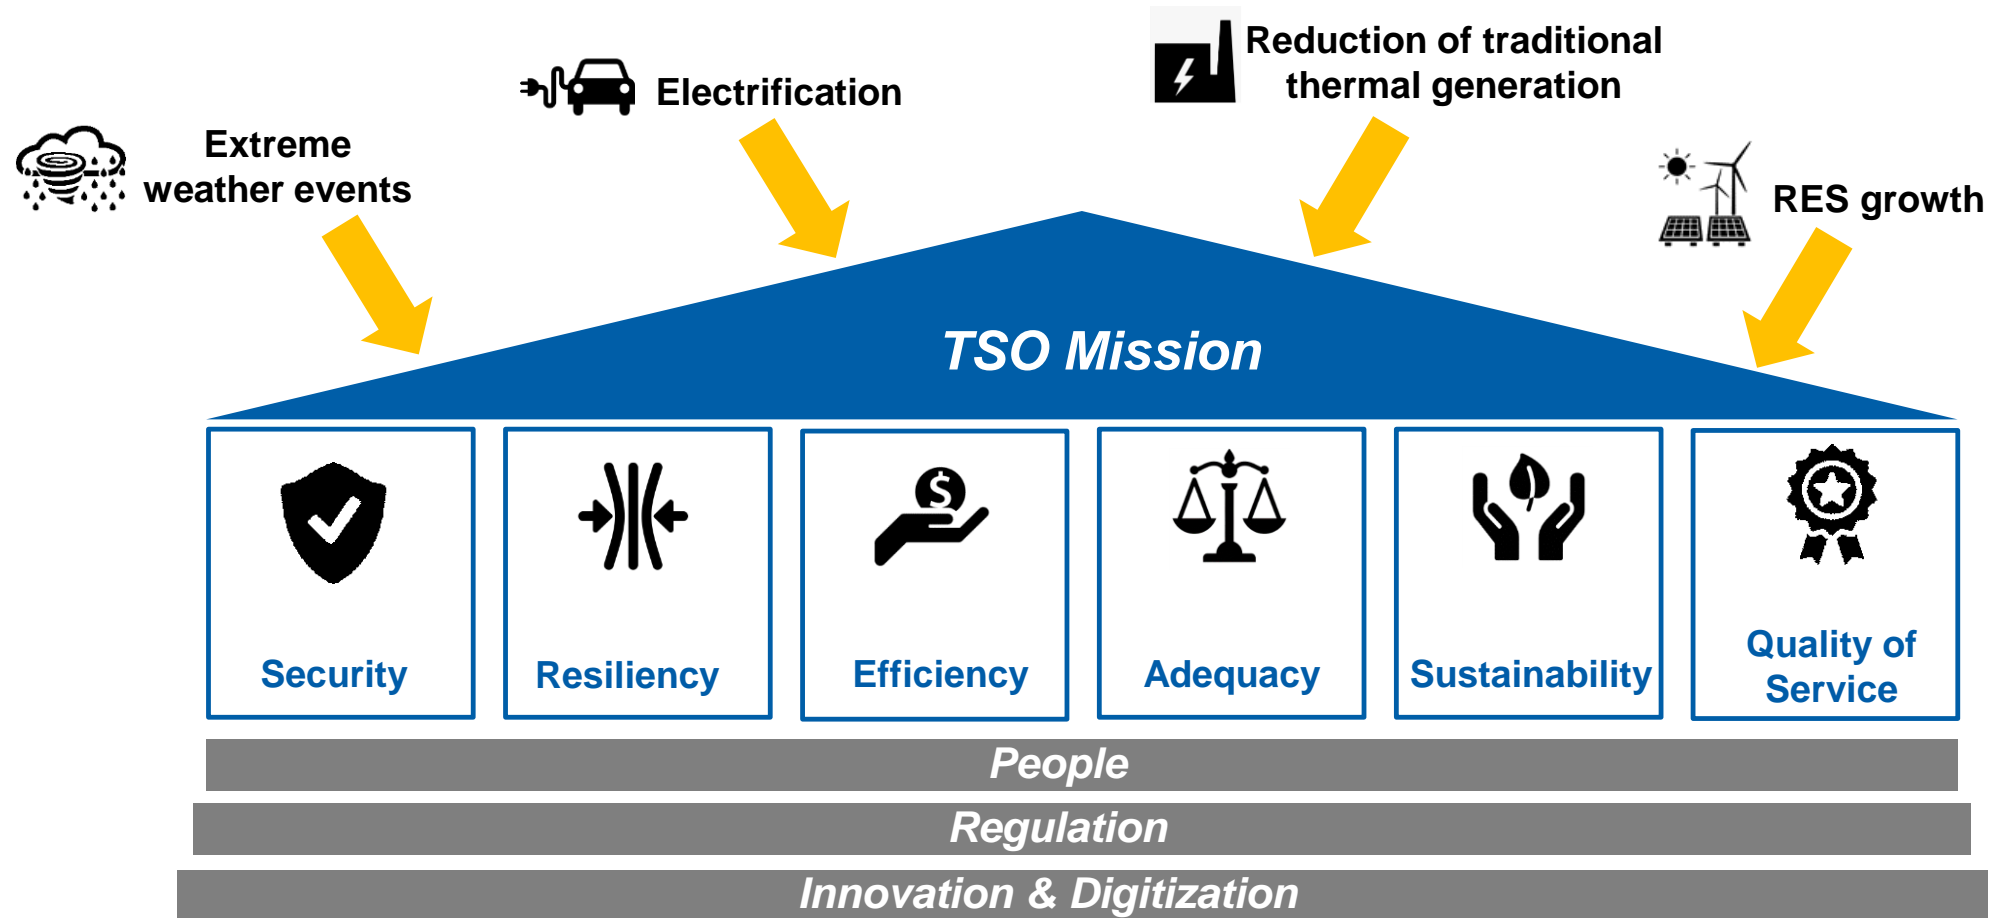 Reduction of traditional
thermal generation
Electrification
Extreme
weather events
RES growth
TSO Mission
Security
Resiliency
Efficiency
Adequacy
Sustainability
Quality of
Service
People
Regulation
Innovation & Digitization